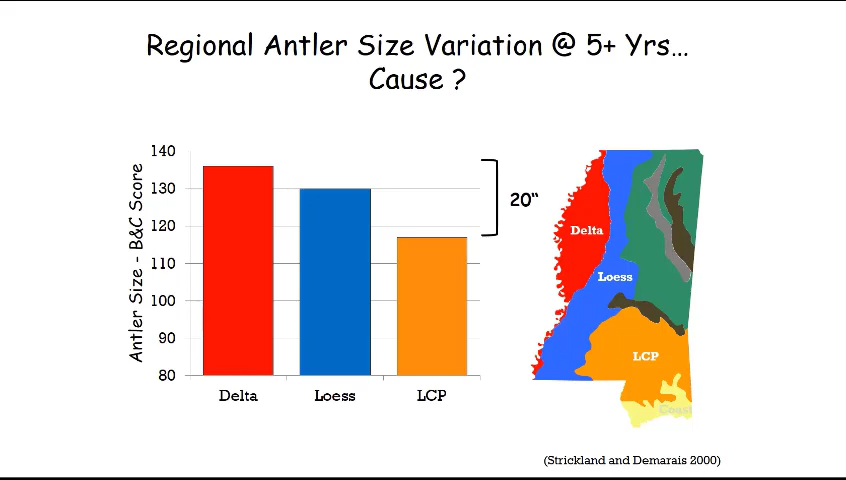 Regional Antler Size Variation @ 5+ Yrs…
Cause ?
Antler Size - B&C Score
140
130
120
110
100
90
80
Delta
Loess
LCP
20“
Delta
Loess
LCP
Coast
(Strickland and Demarais 2000)